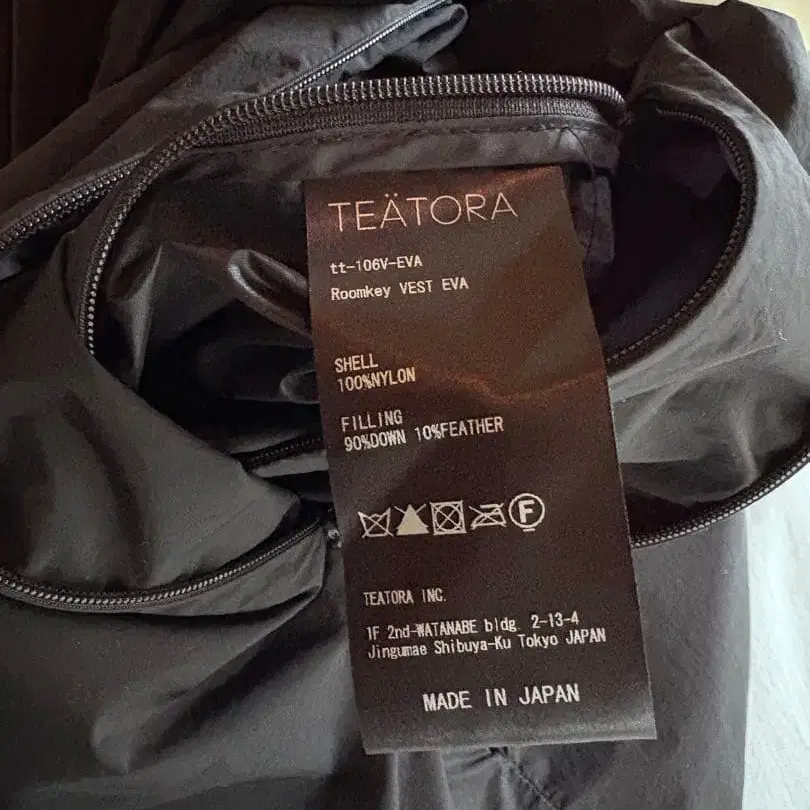 TEÄTORA
tt-106V-EVA
Roomkey VEST EVA
SHELL
100%NYLON
FILLING
90%DOWN 10%FEATHER
F
TEATORA INC.
1F 2nd-WATANABE bldg. 2-13-4
Jingumae Shibuya-Ku Tokyo JAPAN
MADE IN JAPAN